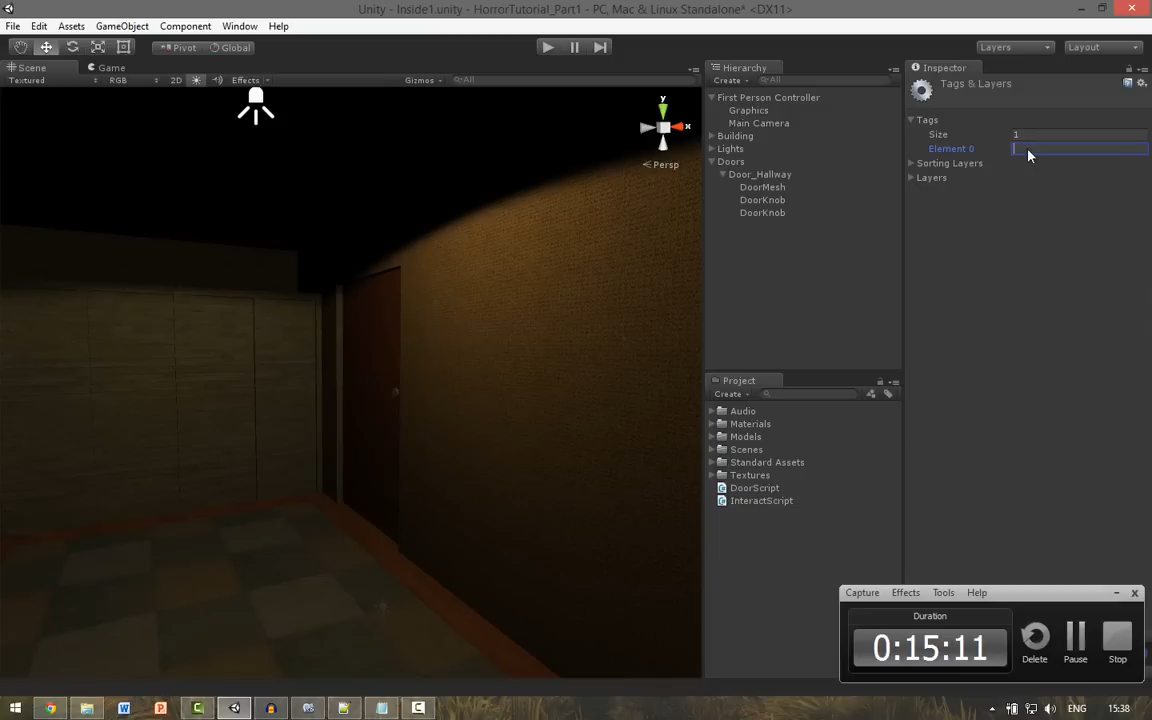 Unity - Inside1.unity - HorrorTutorial_Part1 - PC, Mac & Linux Standalone* <DX11>
File Edit Assets GameObject Component Window Help
Pivot Global Layers Layout
Scene Game Hierarchy Inspector
Textured RGB 2D Effects Gizmos All Create All
Tags & Layers
First Person Controller
Graphics
Main Camera
Building
Lights
Doors
Door_Hallway
DoorMesh
DoorKnob
DoorKnob
Tags
Size 1
Element 0
Sorting Layers
Layers
y
x
Persp
Project
Create
Audio
Materials
Models
Scenes
Standard Assets
Textures
DoorScript
InteractScript
Capture Effects Tools Help
Duration
0:15:11
Delete Pause Stop
ENG 15:38